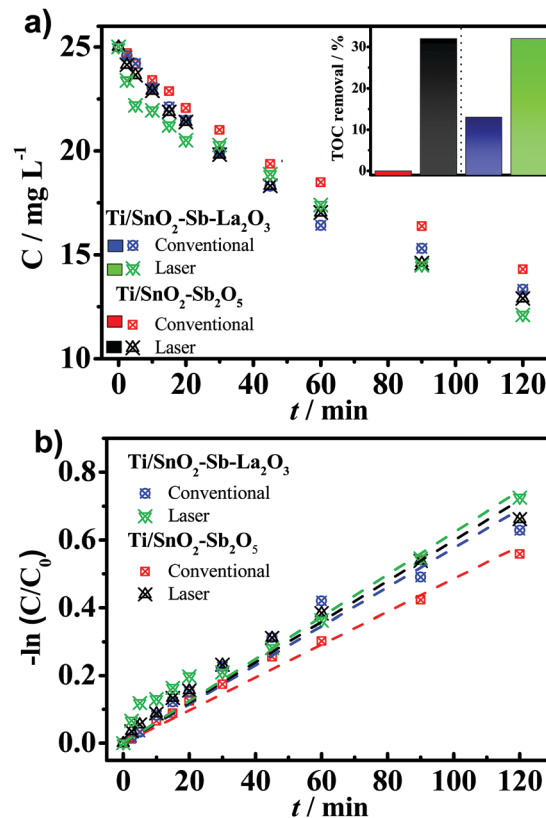 a)
C / mg L⁻¹
25
20
15
10
0 20 40 60 80 100 120
t / min
TOC removal / %
30
20
10
0
Ti/SnO₂-Sb-La₂O₃
Conventional
Laser
Ti/SnO₂-Sb₂O₅
Conventional
Laser
b)
-ln (C/C₀)
0.8
0.6
0.4
0.2
0.0
0 20 40 60 80 100 120
t / min
Ti/SnO₂-Sb-La₂O₃
Conventional
Laser
Ti/SnO₂-Sb₂O₅
Conventional
Laser